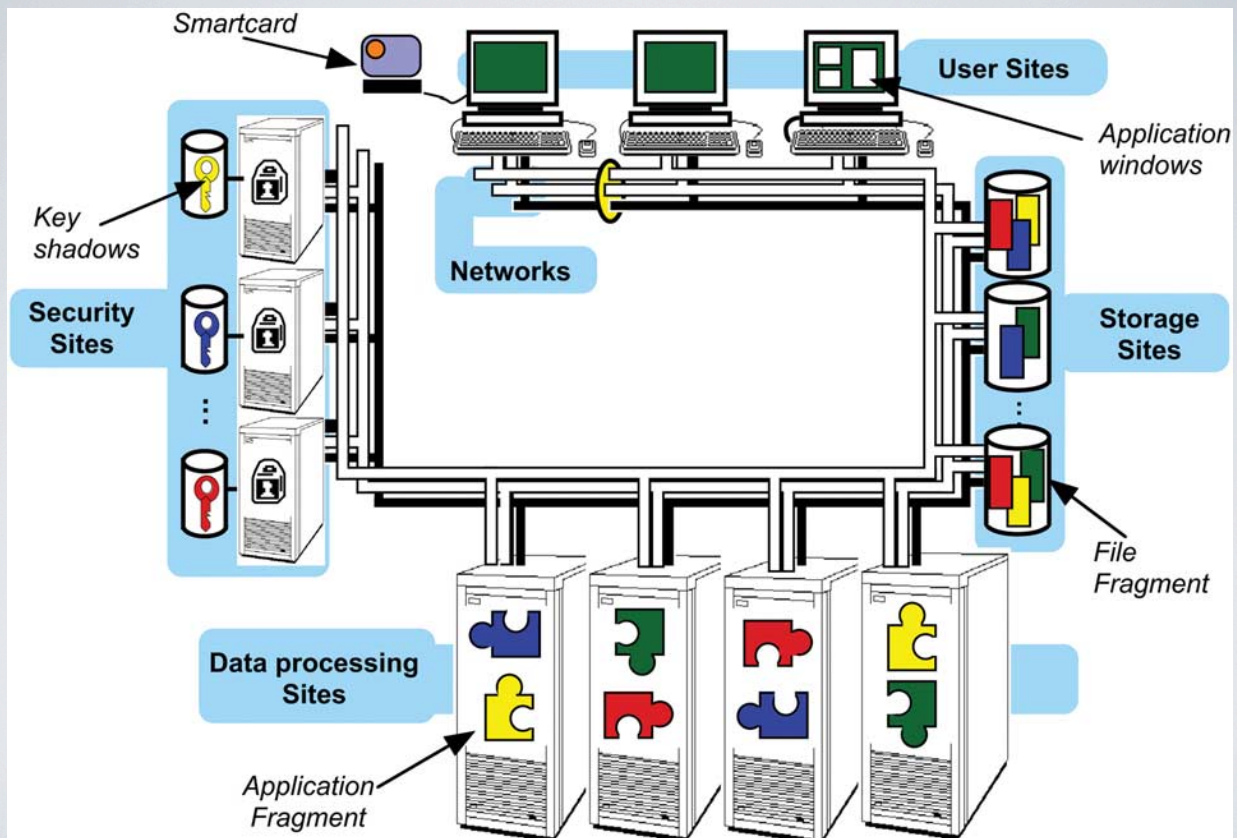 Smartcard
User Sites
Application
windows
Key
shadows
Networks
Security
Sites
Storage
Sites
File
Fragment
Data processing
Sites
Application
Fragment